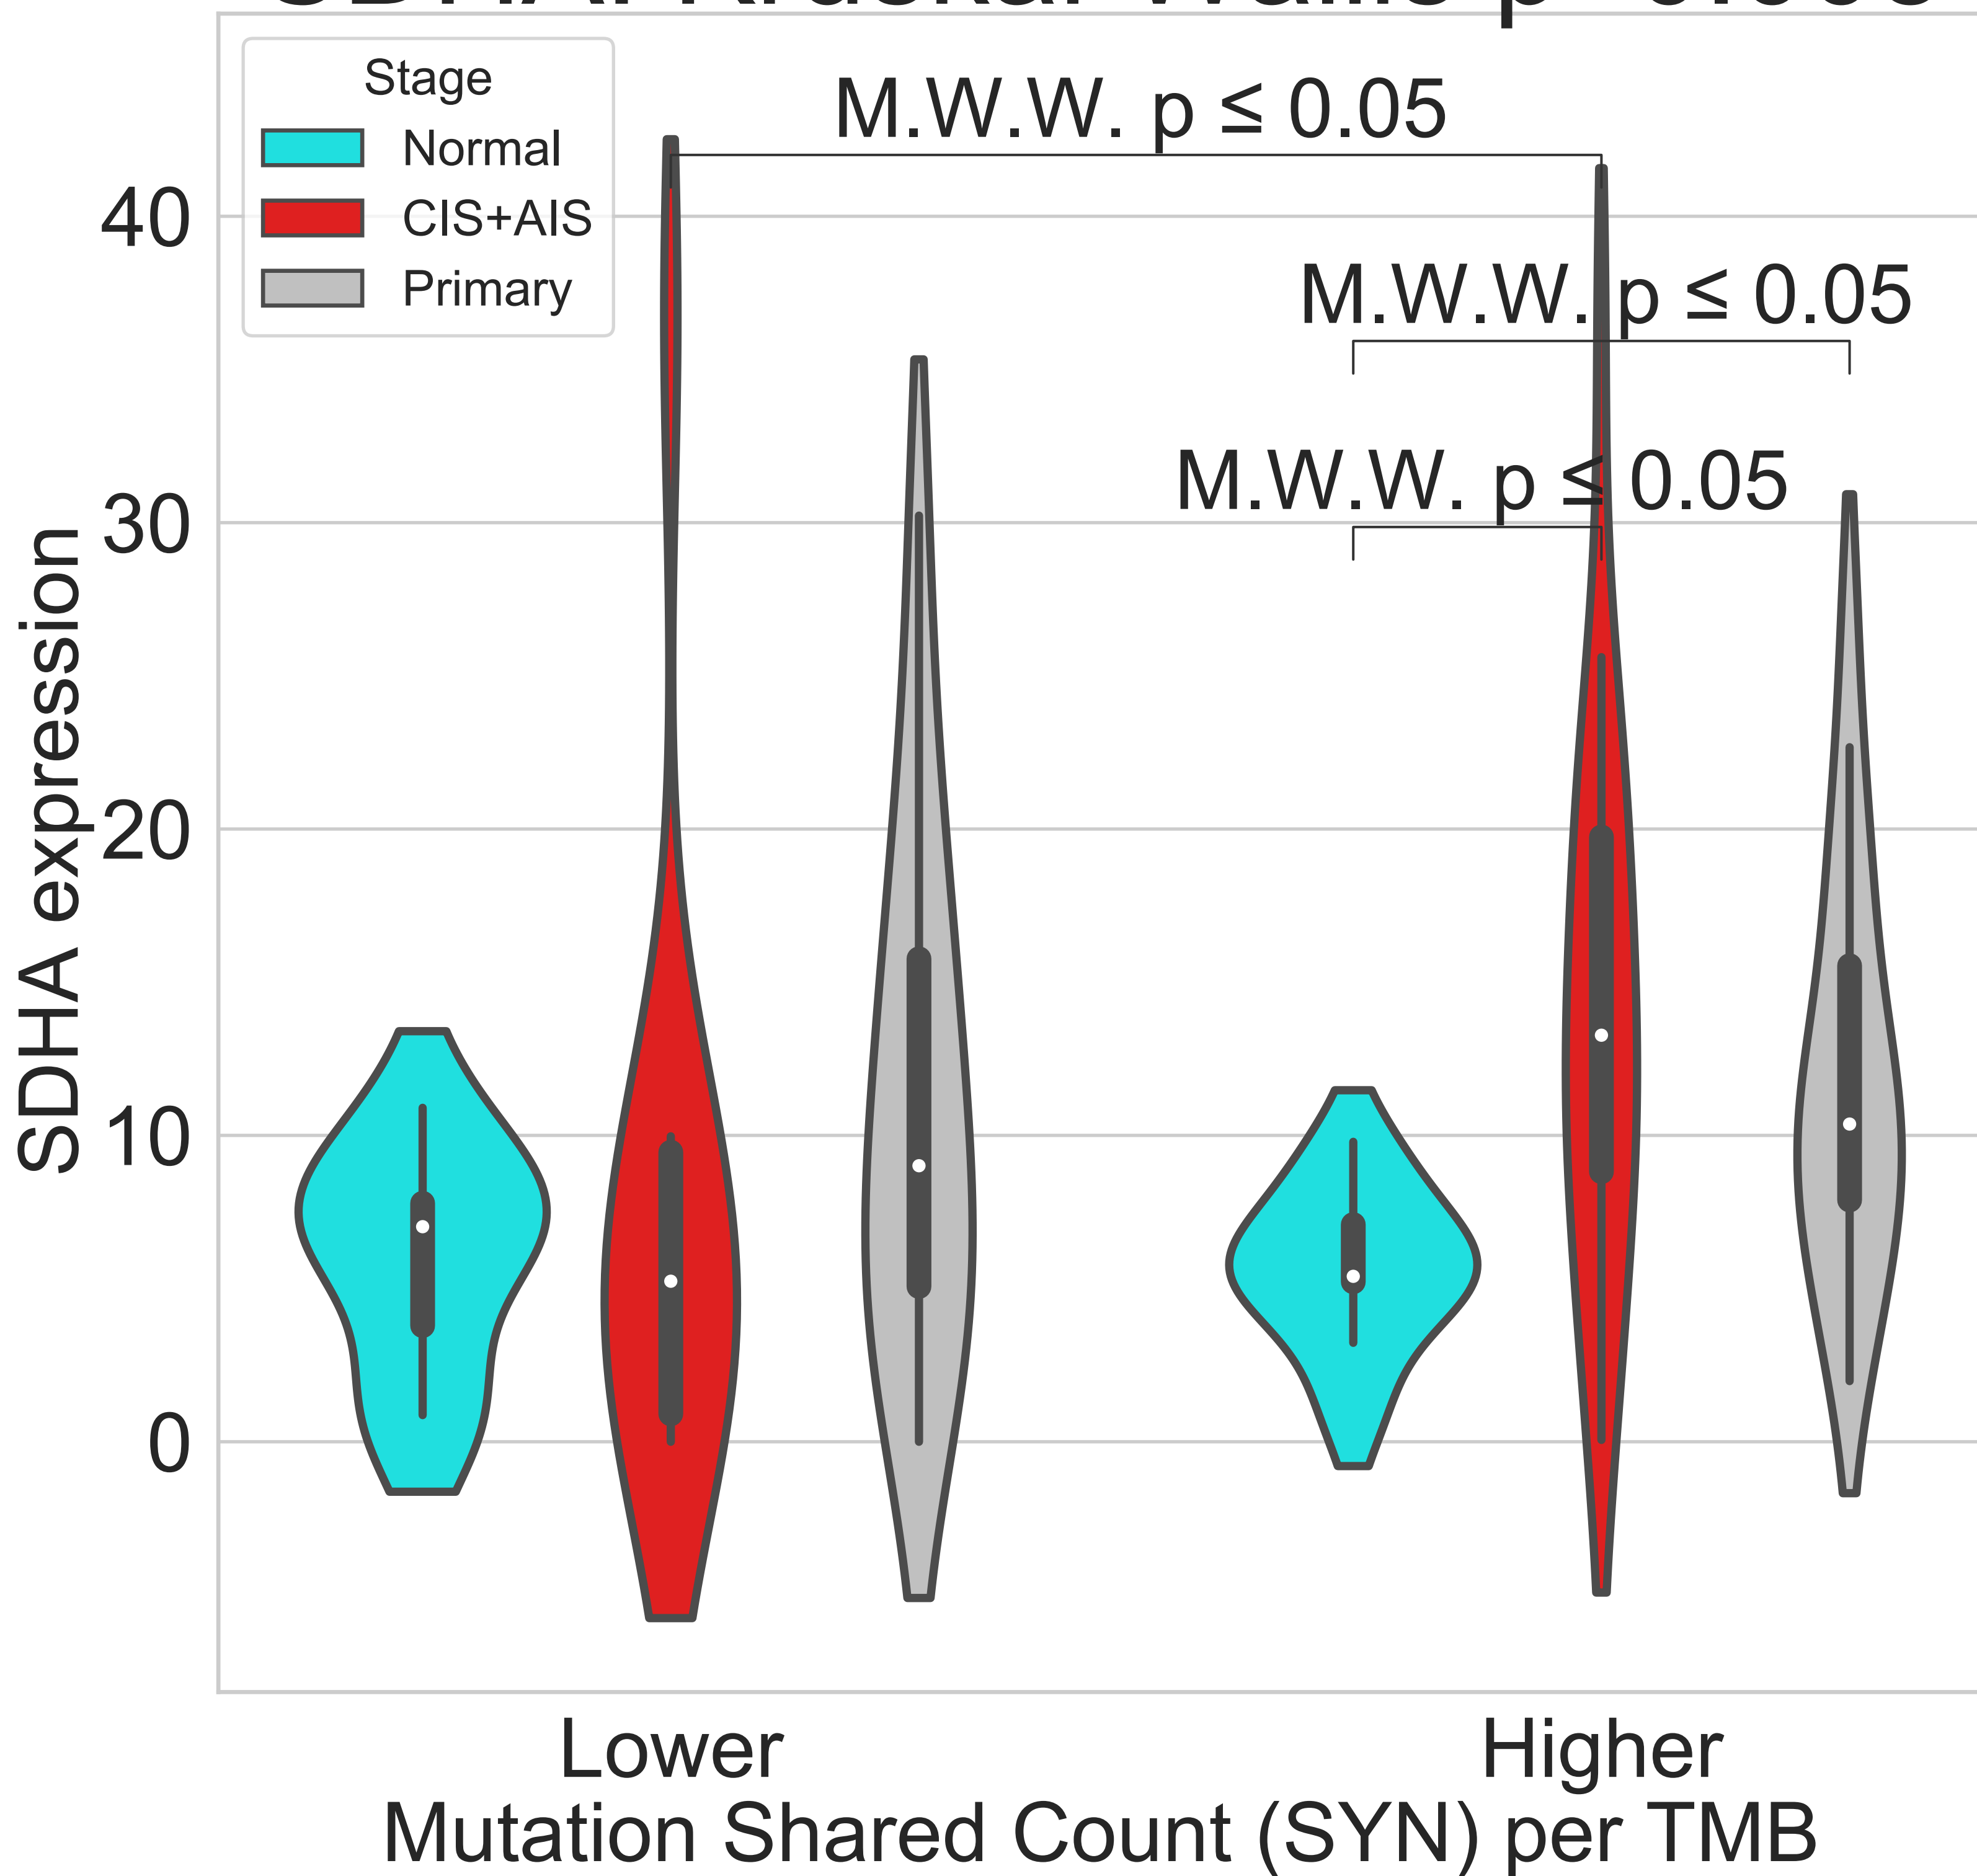 Stage
Normal
CIS+AIS
Primary
M.W.W. p ≤ 0.05
M.W.W. p ≤ 0.05
M.W.W. p ≤ 0.05
40
30
20
10
0
SDHA expression
Lower
Higher
Mutation Shared Count (SYN) per TMB